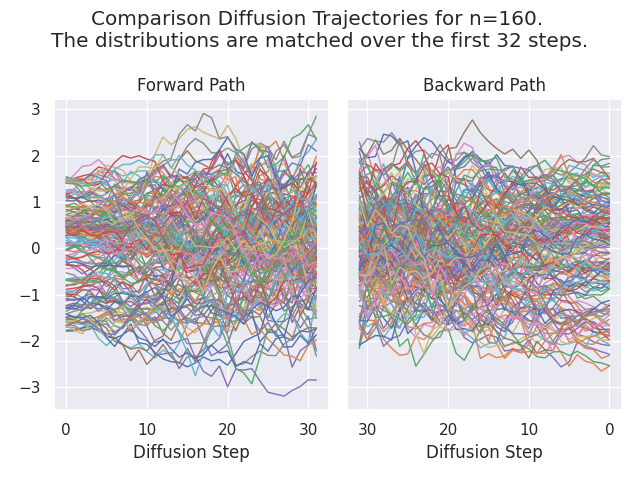 Comparison Diffusion Trajectories for n=160.
The distributions are matched over the first 32 steps.
Forward Path
Backward Path
3
2
1
0
−1
−2
−3
0 10 20 30
30 20 10 0
Diffusion Step
Diffusion Step